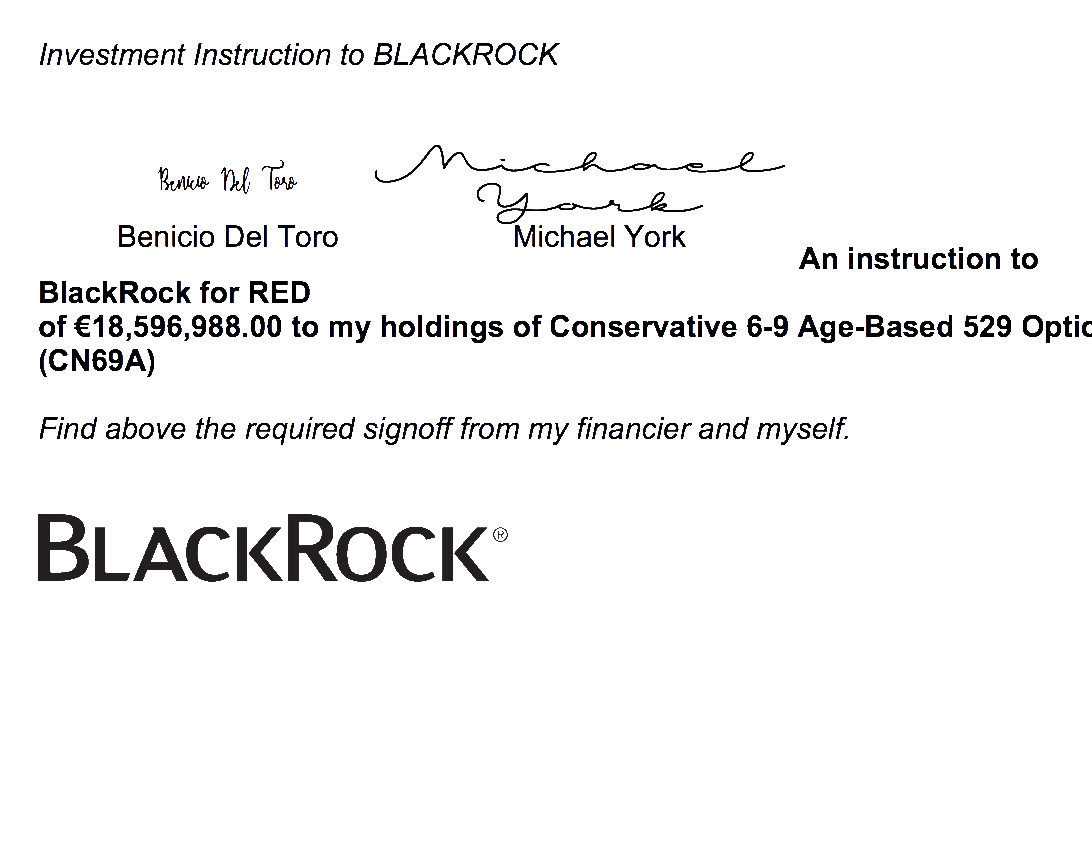 Investment Instruction to BLACKROCK
Benicio Del Toro Michael
York
Benicio Del Toro Michael York
An instruction to
BlackRock for RED
of €18,596,988.00 to my holdings of Conservative 6-9 Age-Based 529 Optio
(CN69A)
Find above the required signoff from my financier and myself.
BLACKROCK®